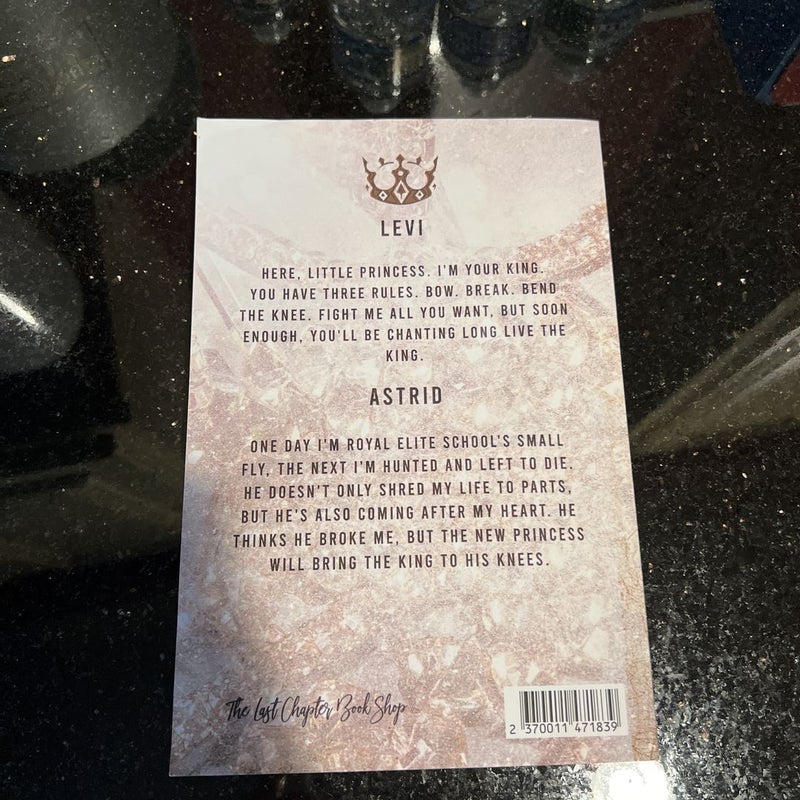 LEVI
HERE, LITTLE PRINCESS. I'M YOUR KING.
YOU HAVE THREE RULES. BOW. BREAK. BEND
THE KNEE. FIGHT ME ALL YOU WANT, BUT SOON
ENOUGH, YOU'LL BE CHANTING LONG LIVE THE
KING.
ASTRID
ONE DAY I'M ROYAL ELITE SCHOOL'S SMALL
FLY, THE NEXT I'M HUNTED AND LEFT TO DIE.
HE DOESN'T ONLY SHRED MY LIFE TO PARTS,
BUT HE'S ALSO COMING AFTER MY HEART. HE
THINKS HE BROKE ME, BUT THE NEW PRINCESS
WILL BRING THE KING TO HIS KNEES.
The Last Chapter Book Shop
2 370011 471839